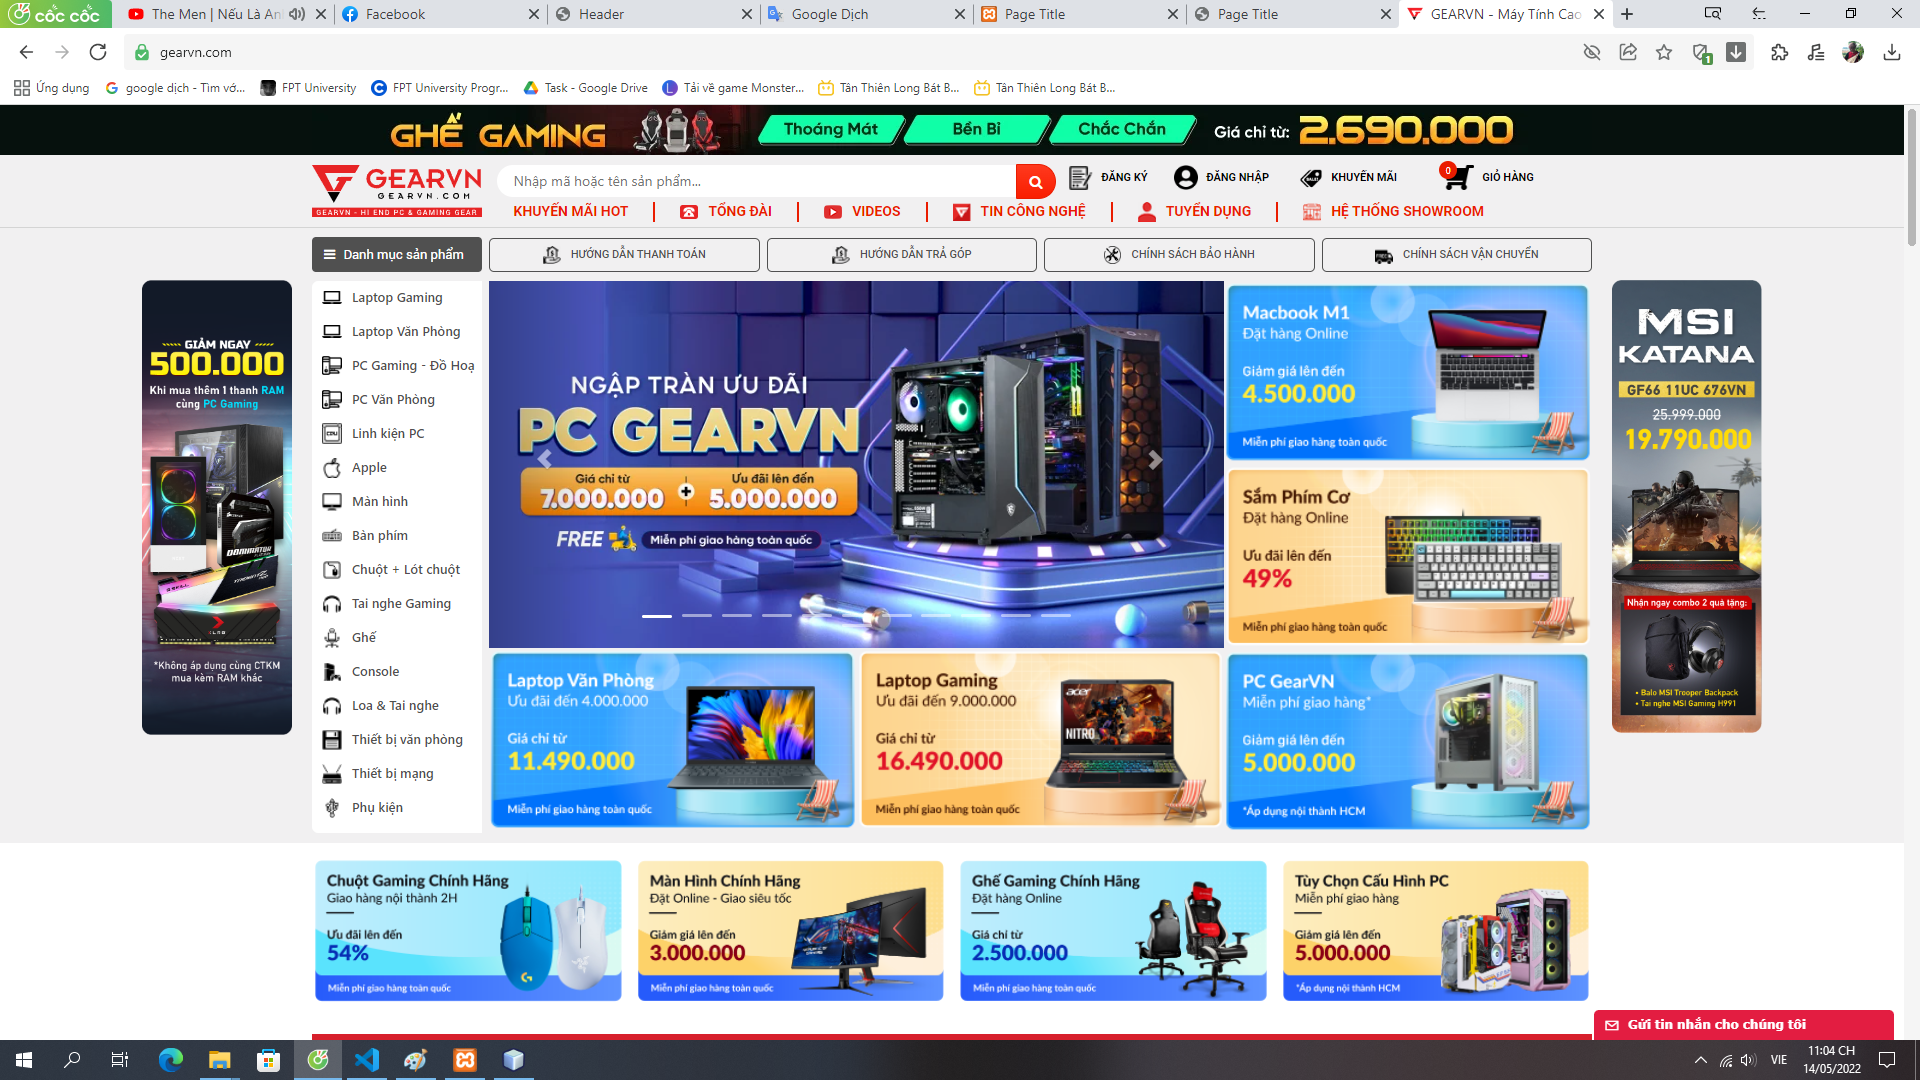 cốc cốc
The Men | Nếu Là An
Facebook
Header
Google Dịch
Page Title
Page Title
GEARVN - Máy Tính Cao
gearvn.com
1
Ứng dụng
google dịch - Tìm vớ...
FPT University
FPT University Progr...
Task - Google Drive
Tải về game Monster...
Tân Thiên Long Bát B...
Tân Thiên Long Bát B...
GHẾ GAMING
Thoáng Mát
Bền Bỉ
Chắc Chắn
Giá chỉ từ: 2.690.000
GEARVN
GEARVN.COM
GEARVN - HI END PC & GAMING GEAR
Nhập mã hoặc tên sản phẩm...
ĐĂNG KÝ
ĐĂNG NHẬP
KHUYẾN MÃI
0
GIỎ HÀNG
KHUYẾN MÃI HOT
TỔNG ĐÀI
VIDEOS
TIN CÔNG NGHỆ
TUYỂN DỤNG
HỆ THỐNG SHOWROOM
Danh mục sản phẩm
HƯỚNG DẪN THANH TOÁN
HƯỚNG DẪN TRẢ GÓP
CHÍNH SÁCH BẢO HÀNH
CHÍNH SÁCH VẬN CHUYỂN
GIẢM NGAY
500.000
Khi mua thêm 1 thanh RAM
cùng PC Gaming
DOMINATOR
XLR8
*Không áp dụng cùng CTKM
mua kèm RAM khác
Laptop Gaming
Laptop Văn Phòng
PC Gaming - Đồ Hoạ
PC Văn Phòng
CPU
Linh kiện PC
Apple
Màn hình
Bàn phím
Chuột + Lót chuột
Tai nghe Gaming
Ghế
Console
Loa & Tai nghe
Thiết bị văn phòng
Thiết bị mạng
Phụ kiện
NGẬP TRÀN ƯU ĐÃI
PC GEARVN
Giá chỉ từ
7.000.000
+
Ưu đãi lên đến
5.000.000
FREE
Miễn phí giao hàng toàn quốc
Macbook M1
Đặt hàng Online
Giảm giá lên đến
4.500.000
Miễn phí giao hàng toàn quốc
Sắm Phím Cơ
Đặt hàng Online
Ưu đãi lên đến
49%
Miễn phí giao hàng toàn quốc
MSI
KATANA
GF66 11UC 676VN
25.999.000
19.790.000
Nhận ngay combo 2 quà tặng:
• Balo MSI Trooper Backpack
• Tai nghe MSI Gaming H991
Laptop Văn Phòng
Ưu đãi đến 4.000.000
Giá chỉ từ
11.490.000
Miễn phí giao hàng toàn quốc
Laptop Gaming
Ưu đãi đến 9.000.000
Giá chỉ từ
16.490.000
Miễn phí giao hàng toàn quốc
acer
NITRO
PC GearVN
Miễn phí giao hàng*
Giảm giá lên đến
5.000.000
*Áp dụng nội thành HCM
Chuột Gaming Chính Hãng
Giao hàng nội thành 2H
Ưu đãi lên đến
54%
Miễn phí giao hàng toàn quốc
Màn Hình Chính Hãng
Đặt Online - Giao siêu tốc
Giảm giá lên đến
3.000.000
Miễn phí giao hàng toàn quốc
Ghế Gaming Chính Hãng
Đặt hàng Online
Giá chỉ từ
2.500.000
Miễn phí giao hàng toàn quốc
Tùy Chọn Cấu Hình PC
Miễn phí giao hàng
Giảm giá lên đến
5.000.000
*Áp dụng nội thành HCM
Gửi tin nhắn cho chúng tôi
VIE
11:04 CH
14/05/2022